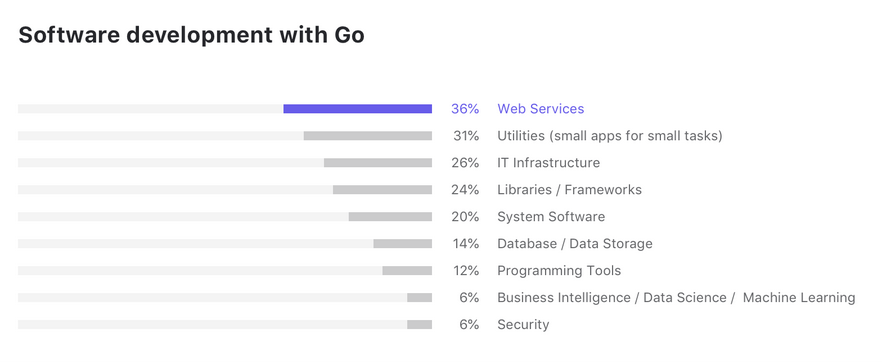 Software development with Go
36% Web Services
31% Utilities (small apps for small tasks)
26% IT Infrastructure
24% Libraries / Frameworks
20% System Software
14% Database / Data Storage
12% Programming Tools
6% Business Intelligence / Data Science /  Machine Learning
6% Security